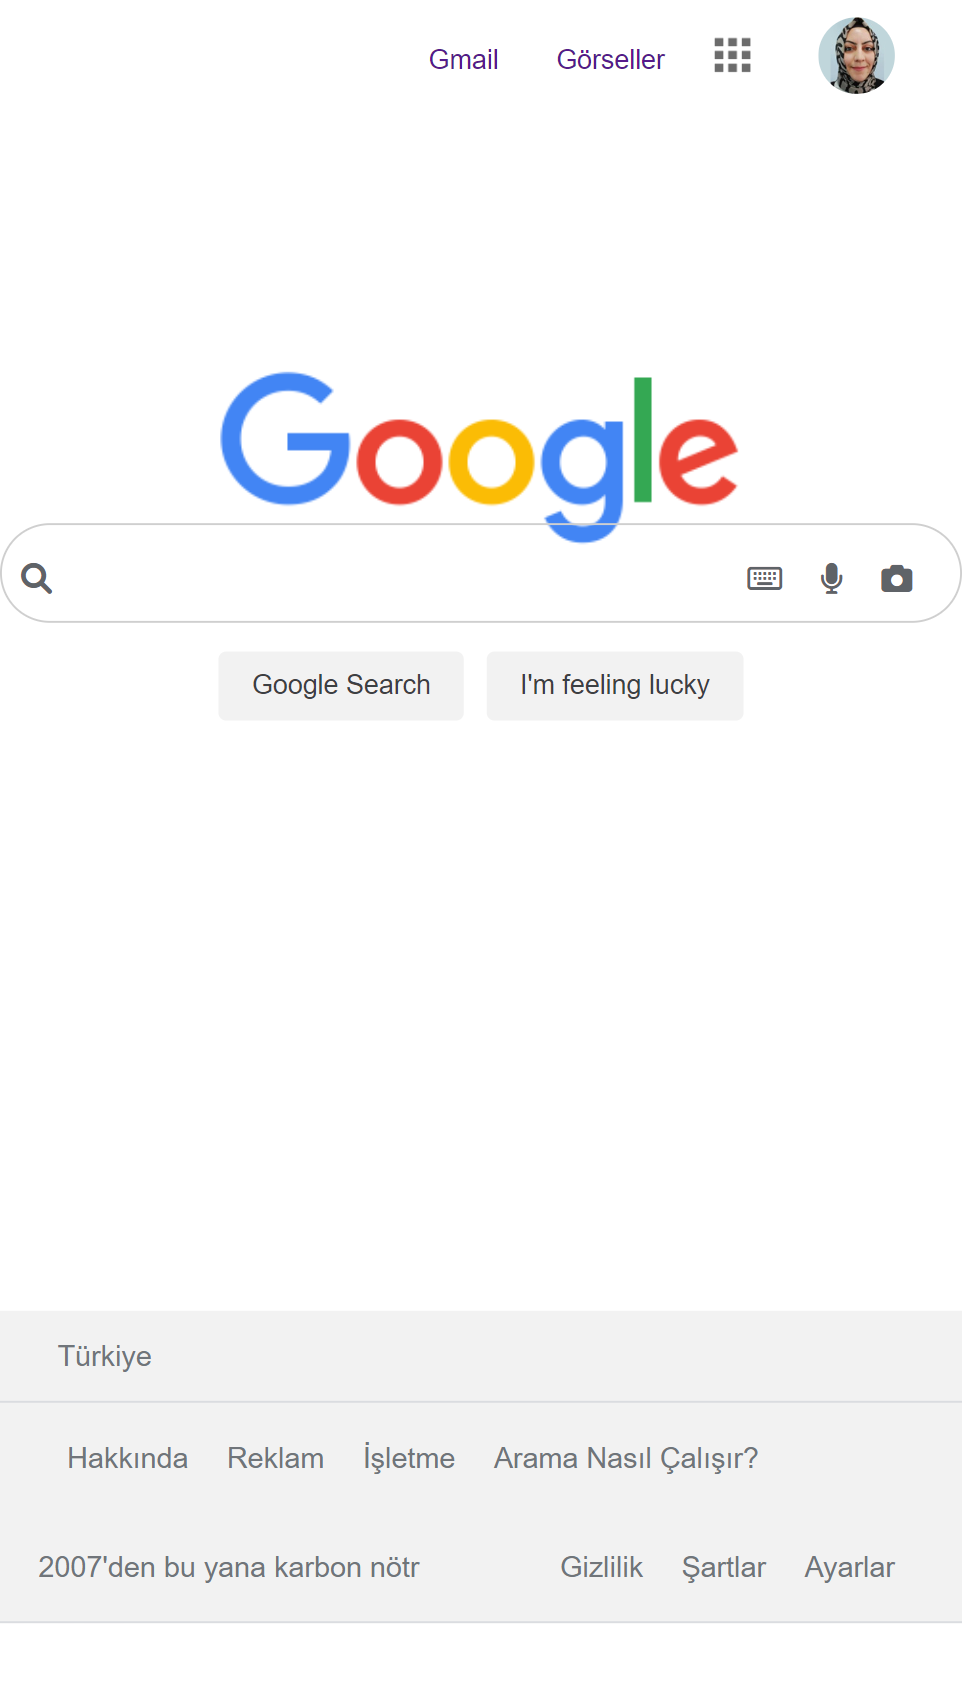 Gmail Görseller
Google
Google Search I'm feeling lucky
Türkiye
Hakkında Reklam İşletme Arama Nasıl Çalışır?
2007'den bu yana karbon nötr Gizlilik Şartlar Ayarlar